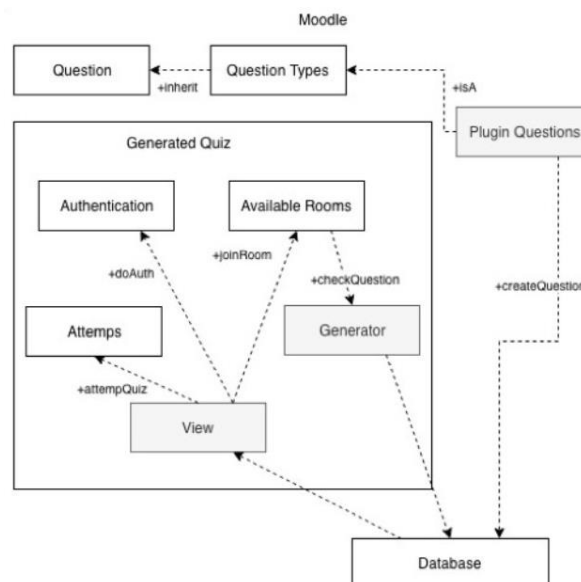 Moodle
Question
Question Types
+inherit
+isA
Plugin Questions
Generated Quiz
Authentication
Available Rooms
+doAuth
+joinRoom
+checkQuestion
+createQuestion
Attemps
Generator
+attempQuiz
View
Database